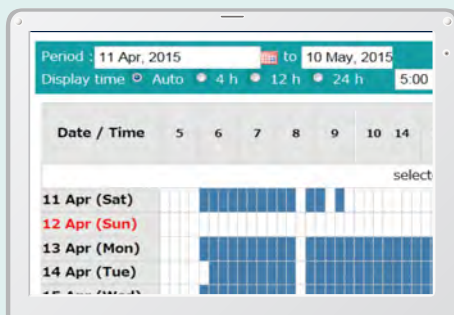 Period : 11 Apr, 2015 to 10 May, 2015
Display time Auto 4 h 12 h 24 h 5:00
Date / Time 5 6 7 8 9 10 14
11 Apr (Sat)
12 Apr (Sun)
13 Apr (Mon)
14 Apr (Tue)